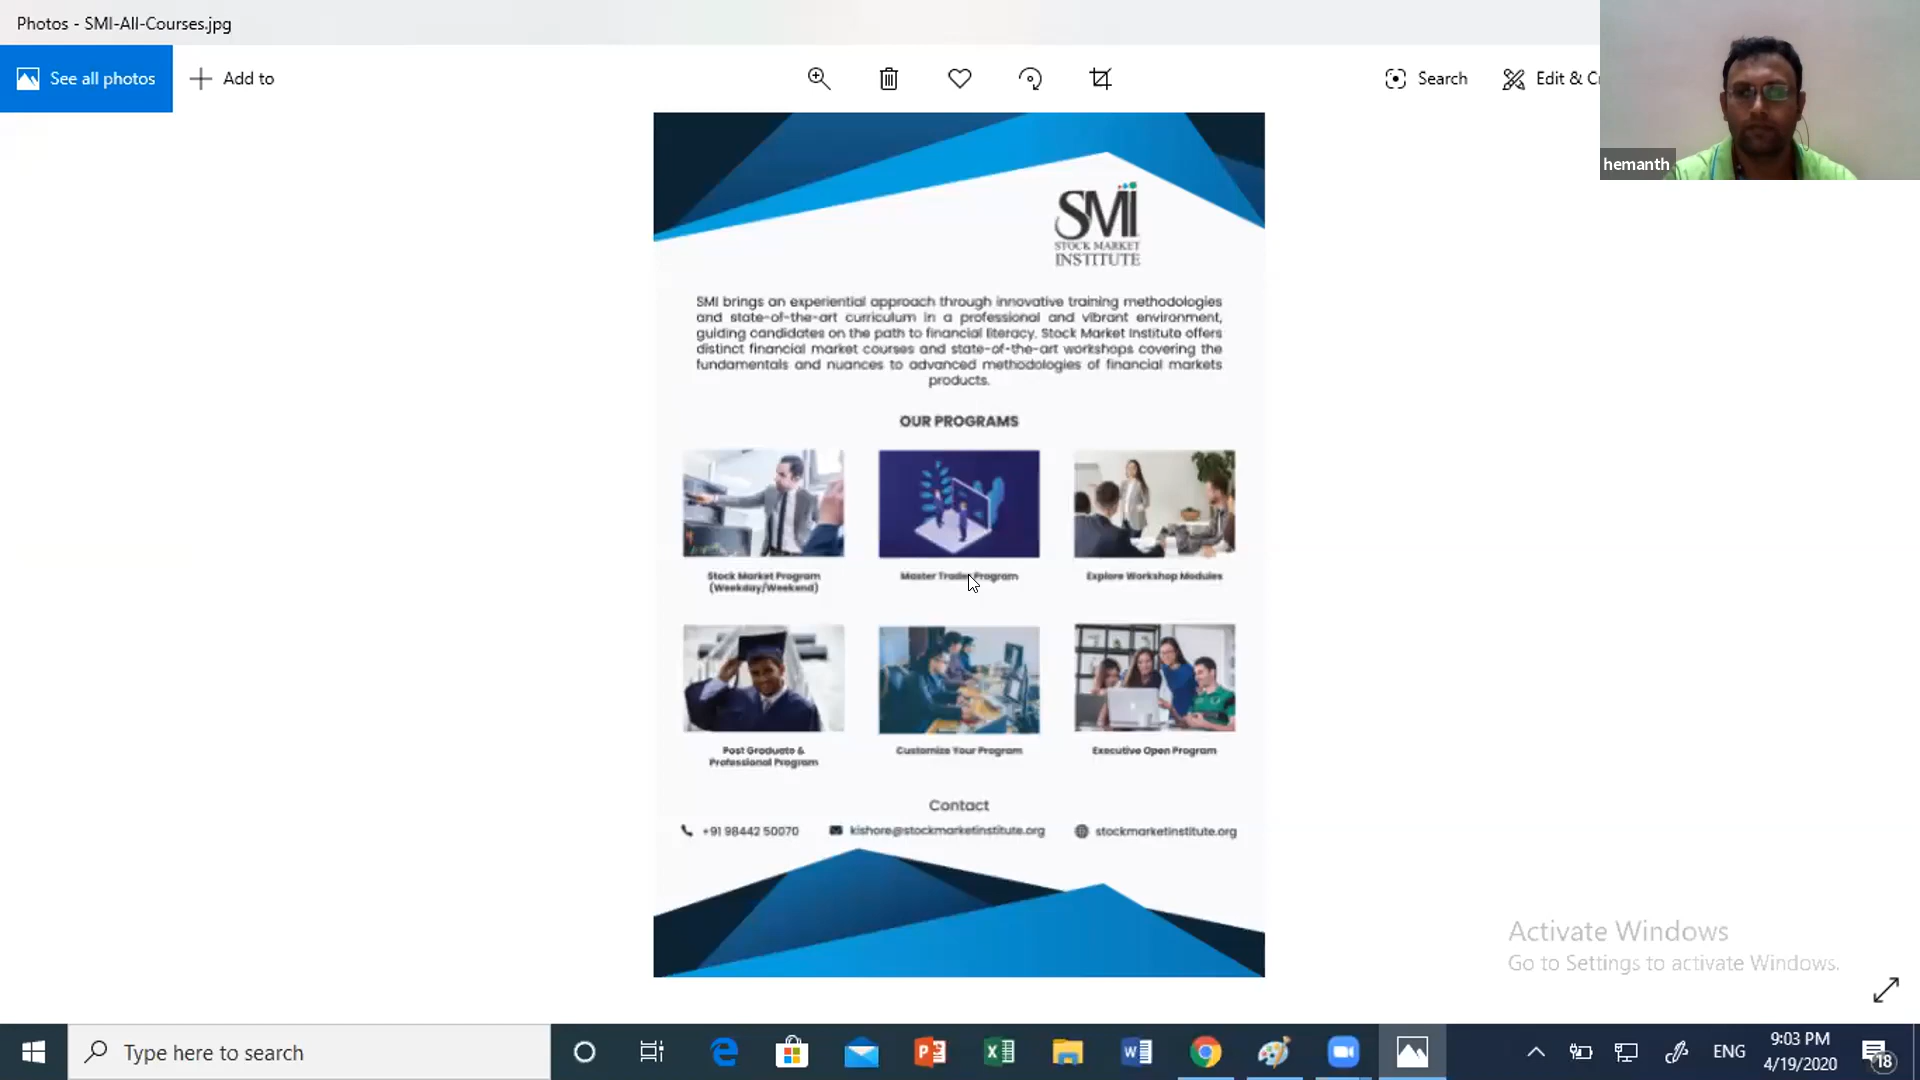 Photos - SMI-All-Courses.jpg
See all photos
Add to
Search
Edit & C
hemanth
SMI
STOCK MARKET
INSTITUTE
SMI brings an experiential approach through innovative training methodologies
and state-of-the-art curriculum in a professional and vibrant environment,
guiding candidates on the path to financial literacy. Stock Market Institute offers
distinct financial market courses and state-of-the-art workshops covering the
fundamentals and nuances to advanced methodologies of financial markets
products.
OUR PROGRAMS
Stock Market Program
(Weekday/Weekend)
Master Trader Program
Explore Workshop Modules
Post Graduate &
Professional Program
Customize Your Program
Executive Open Program
Contact
+91 98442 50070
kishore@stockmarketinstitute.org
stockmarketinstitute.org
Activate Windows
Go to Settings to activate Windows.
Type here to search
ENG
9:03 PM
4/19/2020
18